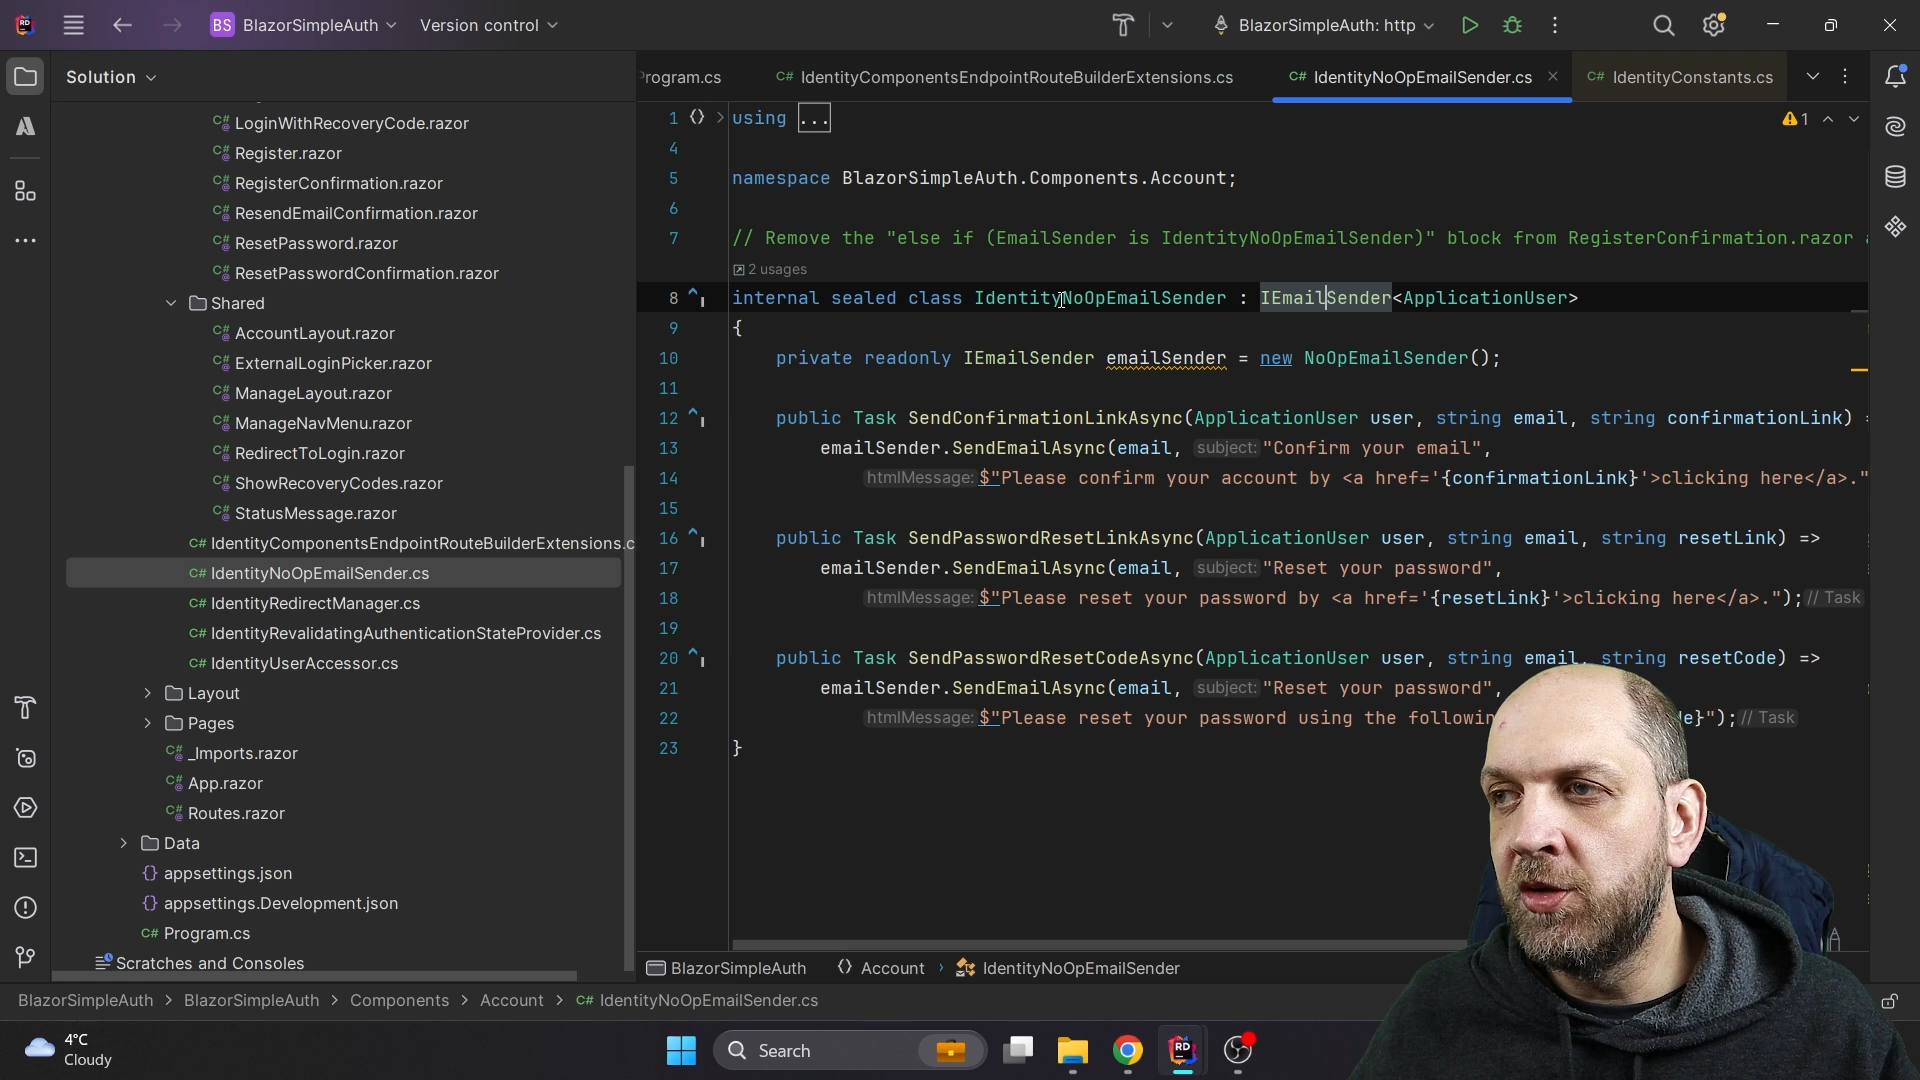 BS BlazorSimpleAuth
Version control
BlazorSimpleAuth: http
Solution
rogram.cs
C# IdentityComponentsEndpointRouteBuilderExtensions.cs
C# IdentityNoOpEmailSender.cs
C# IdentityConstants.cs
LoginWithRecoveryCode.razor
Register.razor
RegisterConfirmation.razor
ResendEmailConfirmation.razor
ResetPassword.razor
ResetPasswordConfirmation.razor
Shared
AccountLayout.razor
ExternalLoginPicker.razor
ManageLayout.razor
ManageNavMenu.razor
RedirectToLogin.razor
ShowRecoveryCodes.razor
StatusMessage.razor
C# IdentityComponentsEndpointRouteBuilderExtensions.c
C# IdentityNoOpEmailSender.cs
C# IdentityRedirectManager.cs
C# IdentityRevalidatingAuthenticationStateProvider.cs
C# IdentityUserAccessor.cs
Layout
Pages
_Imports.razor
App.razor
Routes.razor
Data
{} appsettings.json
{} appsettings.Development.json
C# Program.cs
Scratches and Consoles
1 using ...
1
4
5 namespace BlazorSimpleAuth.Components.Account;
6
7 // Remove the "else if (EmailSender is IdentityNoOpEmailSender)" block from RegisterConfirmation.razor
2 usages
8 internal sealed class IdentityNoOpEmailSender : IEmailSender<ApplicationUser>
9 {
10 private readonly IEmailSender emailSender = new NoOpEmailSender();
11
12 public Task SendConfirmationLinkAsync(ApplicationUser user, string email, string confirmationLink) =
13 emailSender.SendEmailAsync(email, subject: "Confirm your email",
14 htmlMessage: $"Please confirm your account by <a href='{confirmationLink}'>clicking here</a>."
15
16 public Task SendPasswordResetLinkAsync(ApplicationUser user, string email, string resetLink) =>
17 emailSender.SendEmailAsync(email, subject: "Reset your password",
18 htmlMessage: $"Please reset your password by <a href='{resetLink}'>clicking here</a>."); // Task
19
20 public Task SendPasswordResetCodeAsync(ApplicationUser user, string email, string resetCode) =>
21 emailSender.SendEmailAsync(email, subject: "Reset your password",
22 htmlMessage: $"Please reset your password using the followin e}"); // Task
23 }
BlazorSimpleAuth
Account
IdentityNoOpEmailSender
BlazorSimpleAuth > BlazorSimpleAuth > Components > Account > C# IdentityNoOpEmailSender.cs
4°C
Cloudy
Search
RD